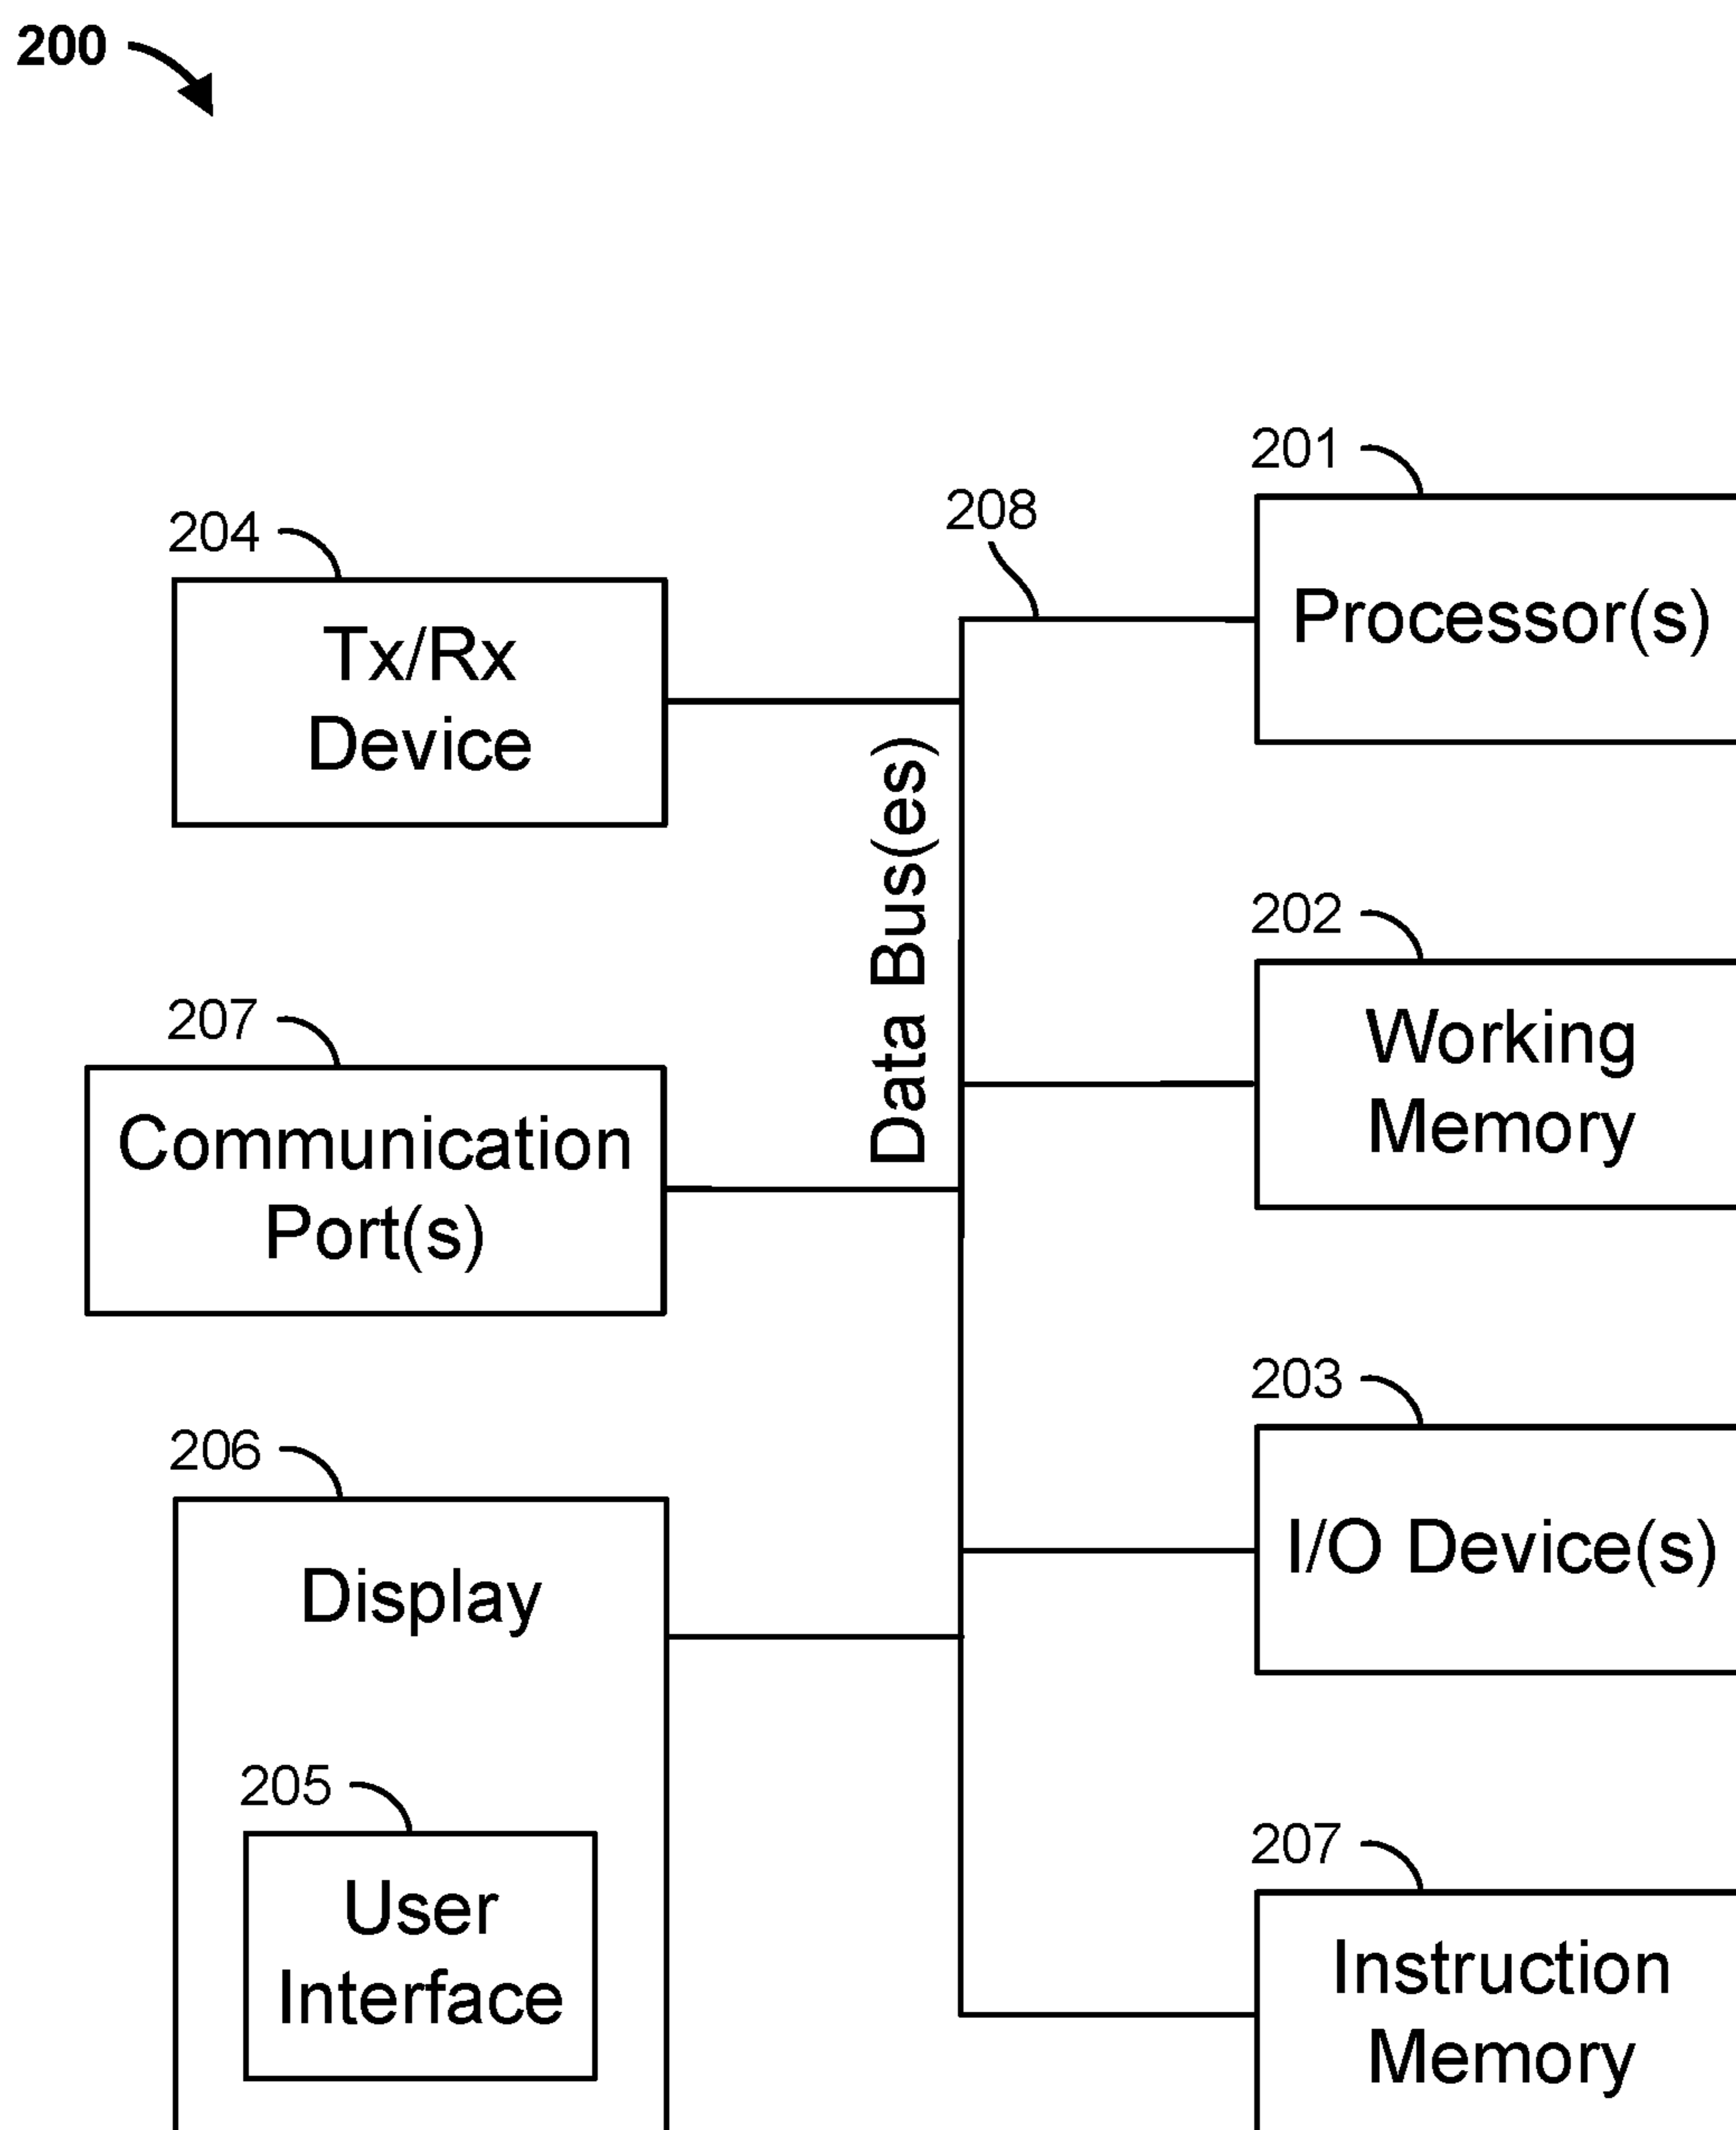 200
201
Processor(s)
204
Tx/Rx
Device
208
Data Bus(es)
202
Working
Memory
207
Communication
Port(s)
203
I/O Device(s)
206
Display
205
User
Interface
207
Instruction
Memory